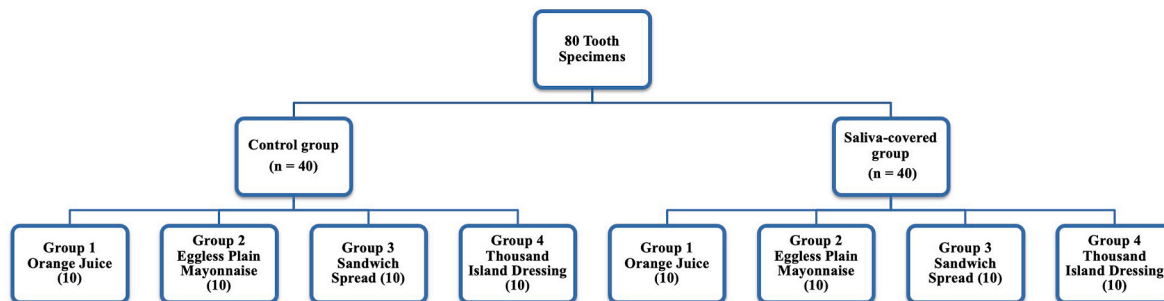 80 Tooth
Specimens
Control group
(n = 40)
Saliva-covered
group
(n = 40)
Group 1
Orange Juice
(10)
Group 2
Eggless Plain
Mayonnaise
(10)
Group 3
Sandwich
Spread (10)
Group 4
Thousand
Island Dressing
(10)
Group 1
Orange Juice
(10)
Group 2
Eggless Plain
Mayonnaise
(10)
Group 3
Sandwich
Spread (10)
Group 4
Thousand
Island Dressing
(10)